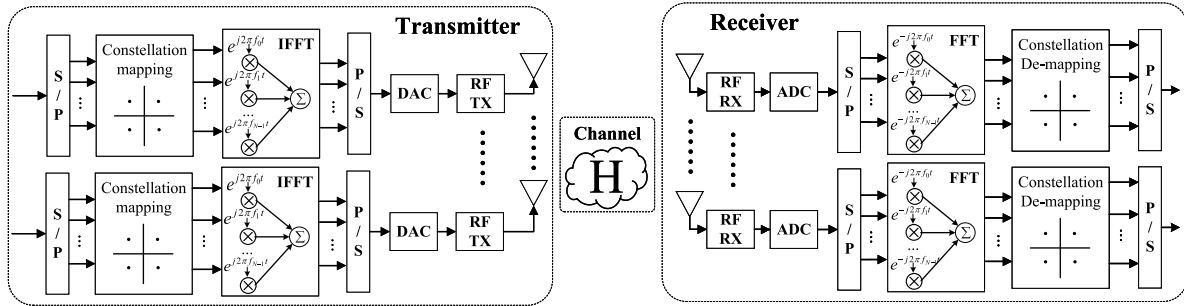 Transmitter
S / P
Constellation mapping
IFFT
e^{j2πf_0t}
e^{j2πf_1t}
...
e^{j2πf_{N-1}t}
Σ
P / S
DAC
RF TX
S / P
Constellation mapping
IFFT
e^{j2πf_0t}
e^{j2πf_1t}
...
e^{j2πf_{N-1}t}
Σ
P / S
DAC
RF TX
Channel
H
Receiver
RF RX
ADC
S / P
FFT
e^{-j2πf_0t}
e^{-j2πf_1t}
...
e^{-j2πf_{N-1}t}
Σ
Constellation De-mapping
P / S
RF RX
ADC
S / P
FFT
e^{-j2πf_0t}
e^{-j2πf_1t}
...
e^{-j2πf_{N-1}t}
Σ
Constellation De-mapping
P / S